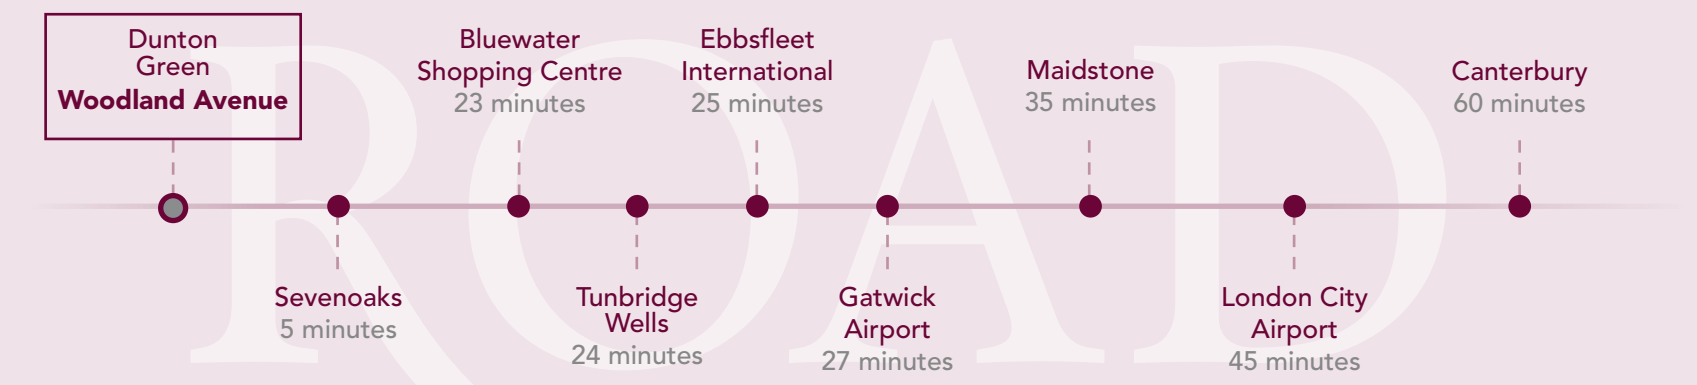 Dunton
Green
Woodland Avenue
Bluewater
Shopping Centre
23 minutes
Ebbsfleet
International
25 minutes
Maidstone
35 minutes
Canterbury
60 minutes
ROAD
Sevenoaks
5 minutes
Tunbridge
Wells
24 minutes
Gatwick
Airport
27 minutes
London City
Airport
45 minutes